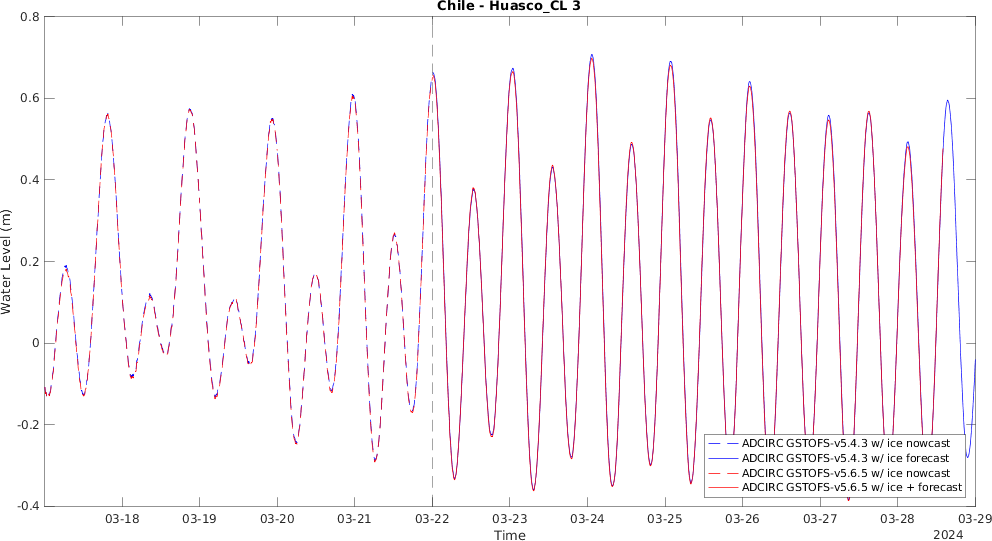 Chile - Huasco_CL 3
Water Level (m)
0.8
0.6
0.4
0.2
0
-0.2
-0.4
ADCIRC GSTOFS-v5.4.3 w/ ice nowcast
ADCIRC GSTOFS-v5.4.3 w/ ice forecast
ADCIRC GSTOFS-v5.6.5 w/ ice nowcast
ADCIRC GSTOFS-v5.6.5 w/ ice + forecast
03-18 03-19 03-20 03-21 03-22 03-23 03-24 03-25 03-26 03-27 03-28 03-29
Time
2024